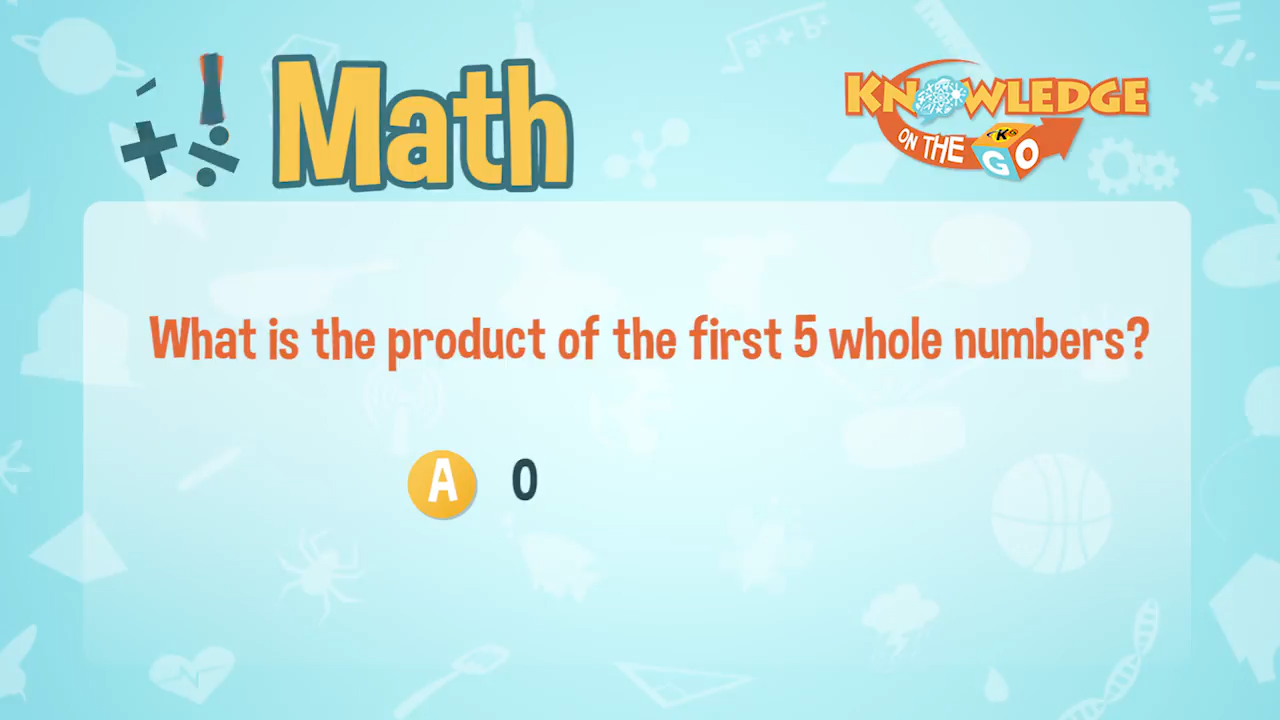 Math
KNOWLEDGE
ON THE GO
What is the product of the first 5 whole numbers?
A 0